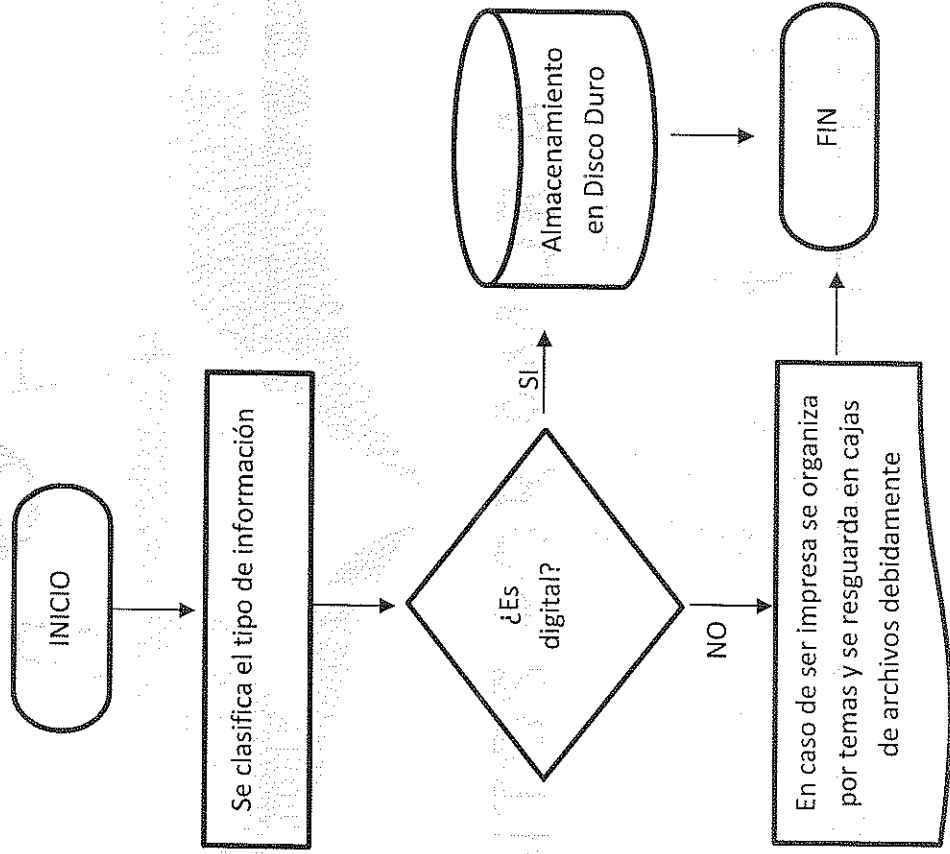 INICIO
Se clasifica el tipo de información
¿Es
digital?
SI
Almacenamiento
en Disco Duro
NO
En caso de ser impresa se organiza
por temas y se resguarda en cajas
de archivos debidamente
FIN